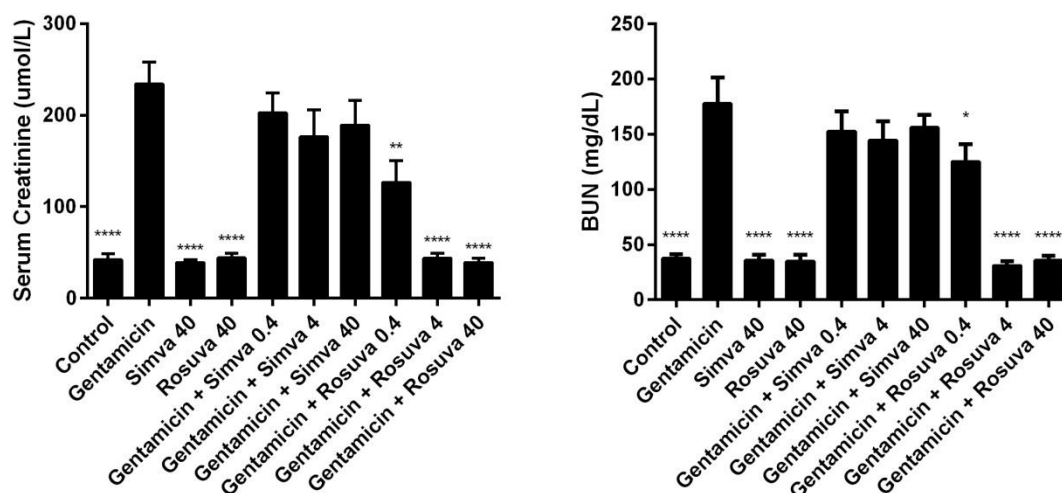 Serum Creatinine (umol/L)
300
200
100
0
****
****
****
**
****
****
Control
Gentamicin
Simva 40
Rosuva 40
Gentamicin + Simva 0.4
Gentamicin + Simva 4
Gentamicin + Simva 40
Gentamicin + Rosuva 0.4
Gentamicin + Rosuva 4
Gentamicin + Rosuva 40
BUN (mg/dL)
250
200
150
100
50
0
****
****
****
*
****
****
Control
Gentamicin
Simva 40
Rosuva 40
Gentamicin + Simva 0.4
Gentamicin + Simva 4
Gentamicin + Simva 40
Gentamicin + Rosuva 0.4
Gentamicin + Rosuva 4
Gentamicin + Rosuva 40